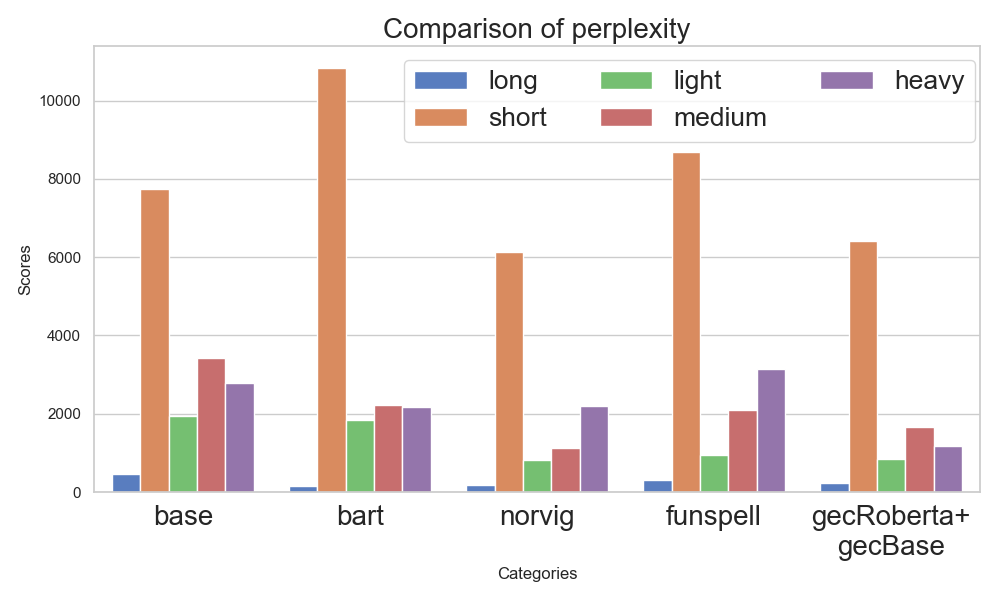 Comparison of perplexity
long
light
heavy
short
medium
10000
8000
6000
4000
2000
0
Scores
base
bart
norvig
funspell
gecRoberta+
gecBase
Categories